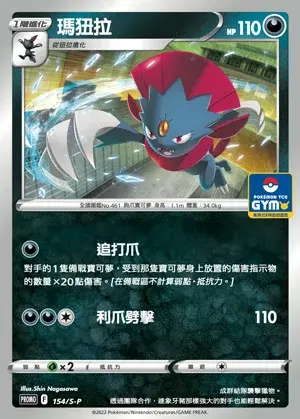 1階進化
瑪狃拉
HP 110
從狃拉進化
全國圖鑑No.461 鉤爪寶可夢 身高：1.1m 體重：34.0kg
POKÉMON TCG
GYM
追打爪
對手的1隻備戰寶可夢，受到那隻寶可夢身上放置的傷害指示物
的數量×20點傷害。[在備戰區不計算弱點・抵抗力。]
利爪劈擊 110
弱點 ×2 抵抗力 撤退
Illus.Shin Nagasawa
PROMO F 154/S-P
成群結隊襲擊獵物。
透過團隊合作，連象牙豬那樣強大的對手也能輕鬆解決！
©2022 Pokémon/Nintendo/Creatures/GAME FREAK.